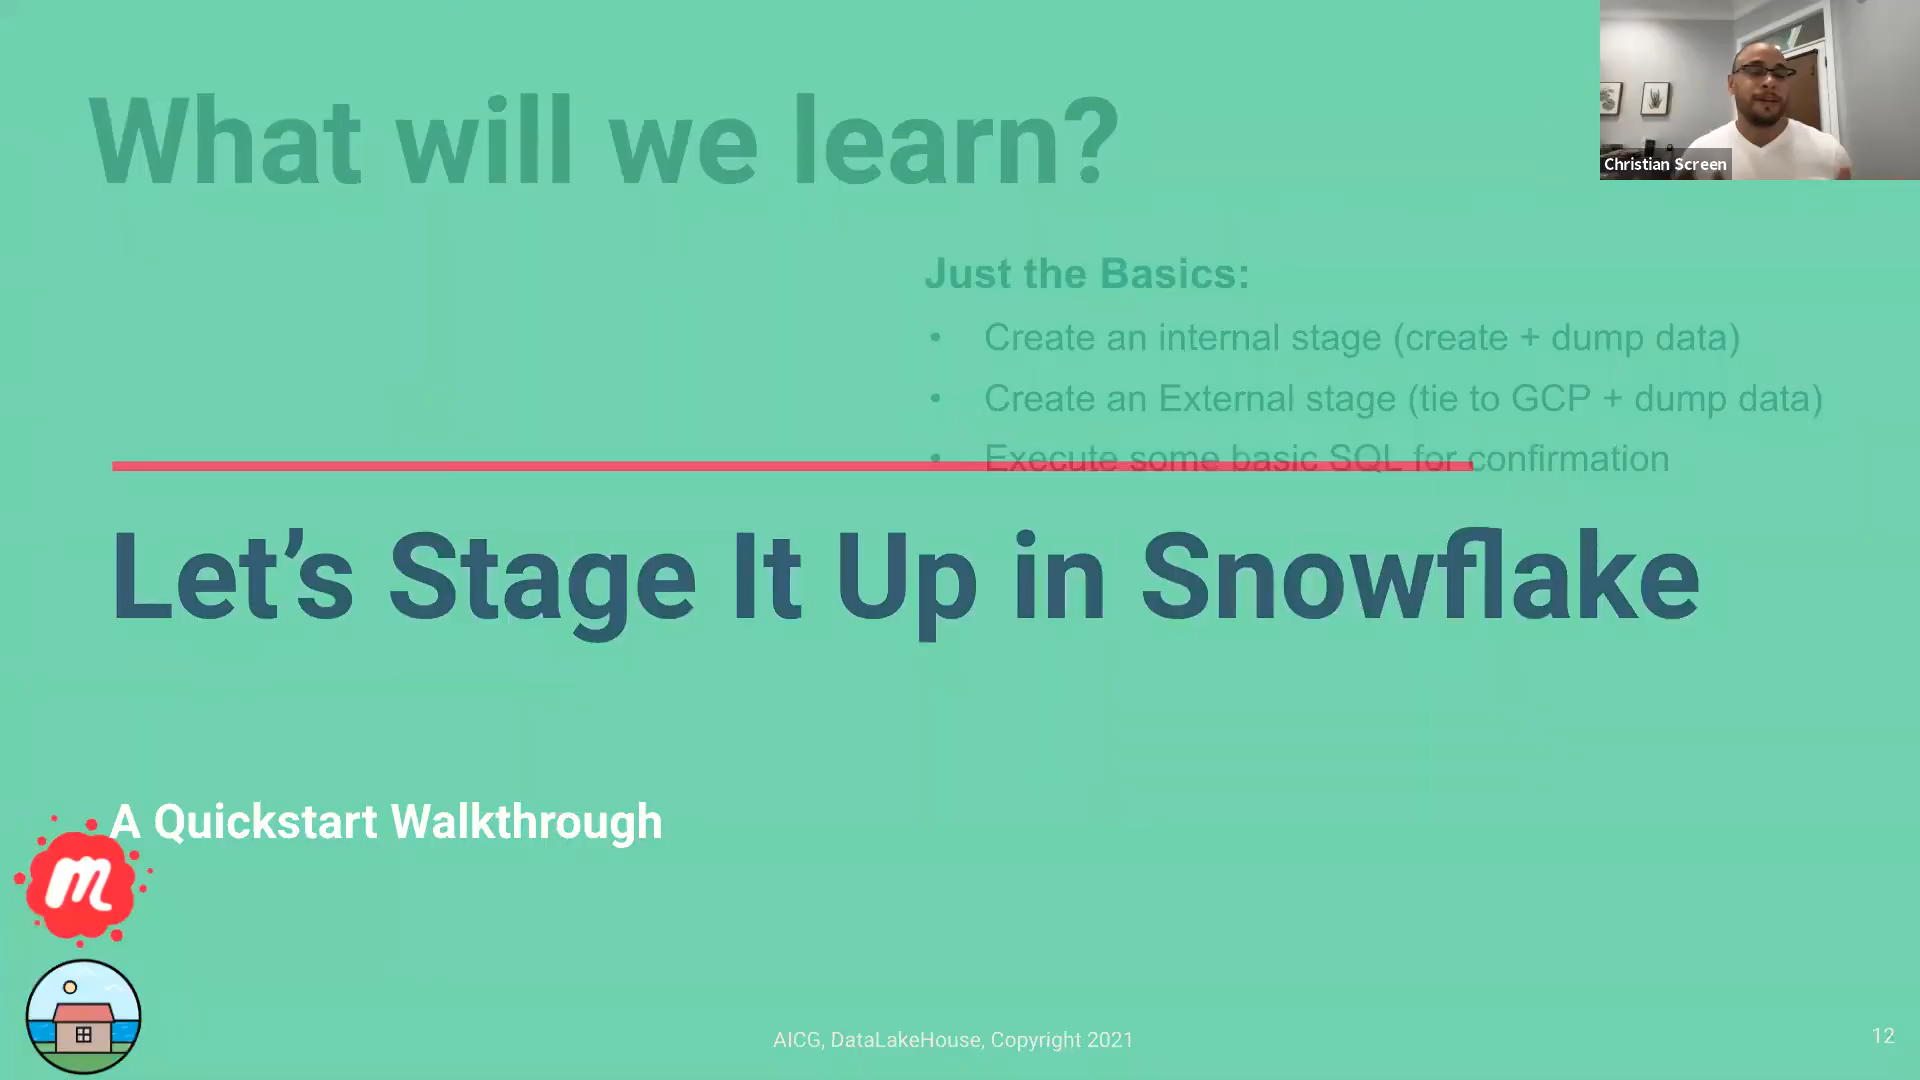 What will we learn?
Christian Screen
Just the Basics:
• Create an internal stage (create + dump data)
• Create an External stage (tie to GCP + dump data)
• Execute some basic SQL for confirmation
Let’s Stage It Up in Snowflake
A Quickstart Walkthrough
m
AICG, DataLakeHouse, Copyright 2021
12